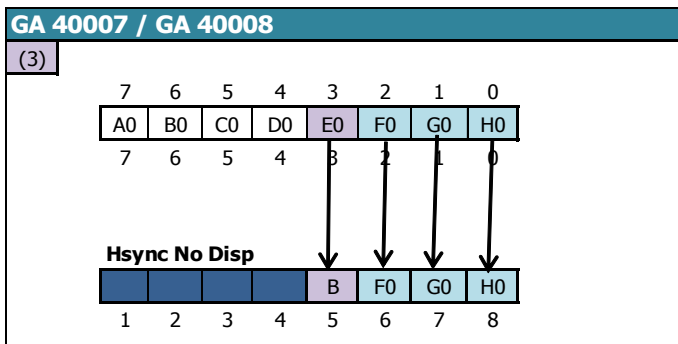 GA 40007 / GA 40008
(3)
7 6 5 4 3 2 1 0
A0 B0 C0 D0 E0 F0 G0 H0
7 6 5 4 3 2 1 0
Hsync No Disp
B F0 G0 H0
1 2 3 4 5 6 7 8